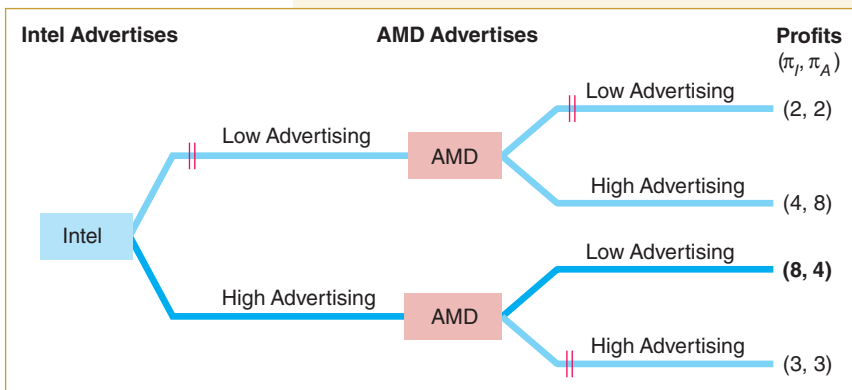 Intel Advertises
AMD Advertises
Profits
(π_I, π_A)
Low Advertising
(2, 2)
Low Advertising
AMD
High Advertising
(4, 8)
Intel
Low Advertising
(8, 4)
High Advertising
AMD
High Advertising
(3, 3)